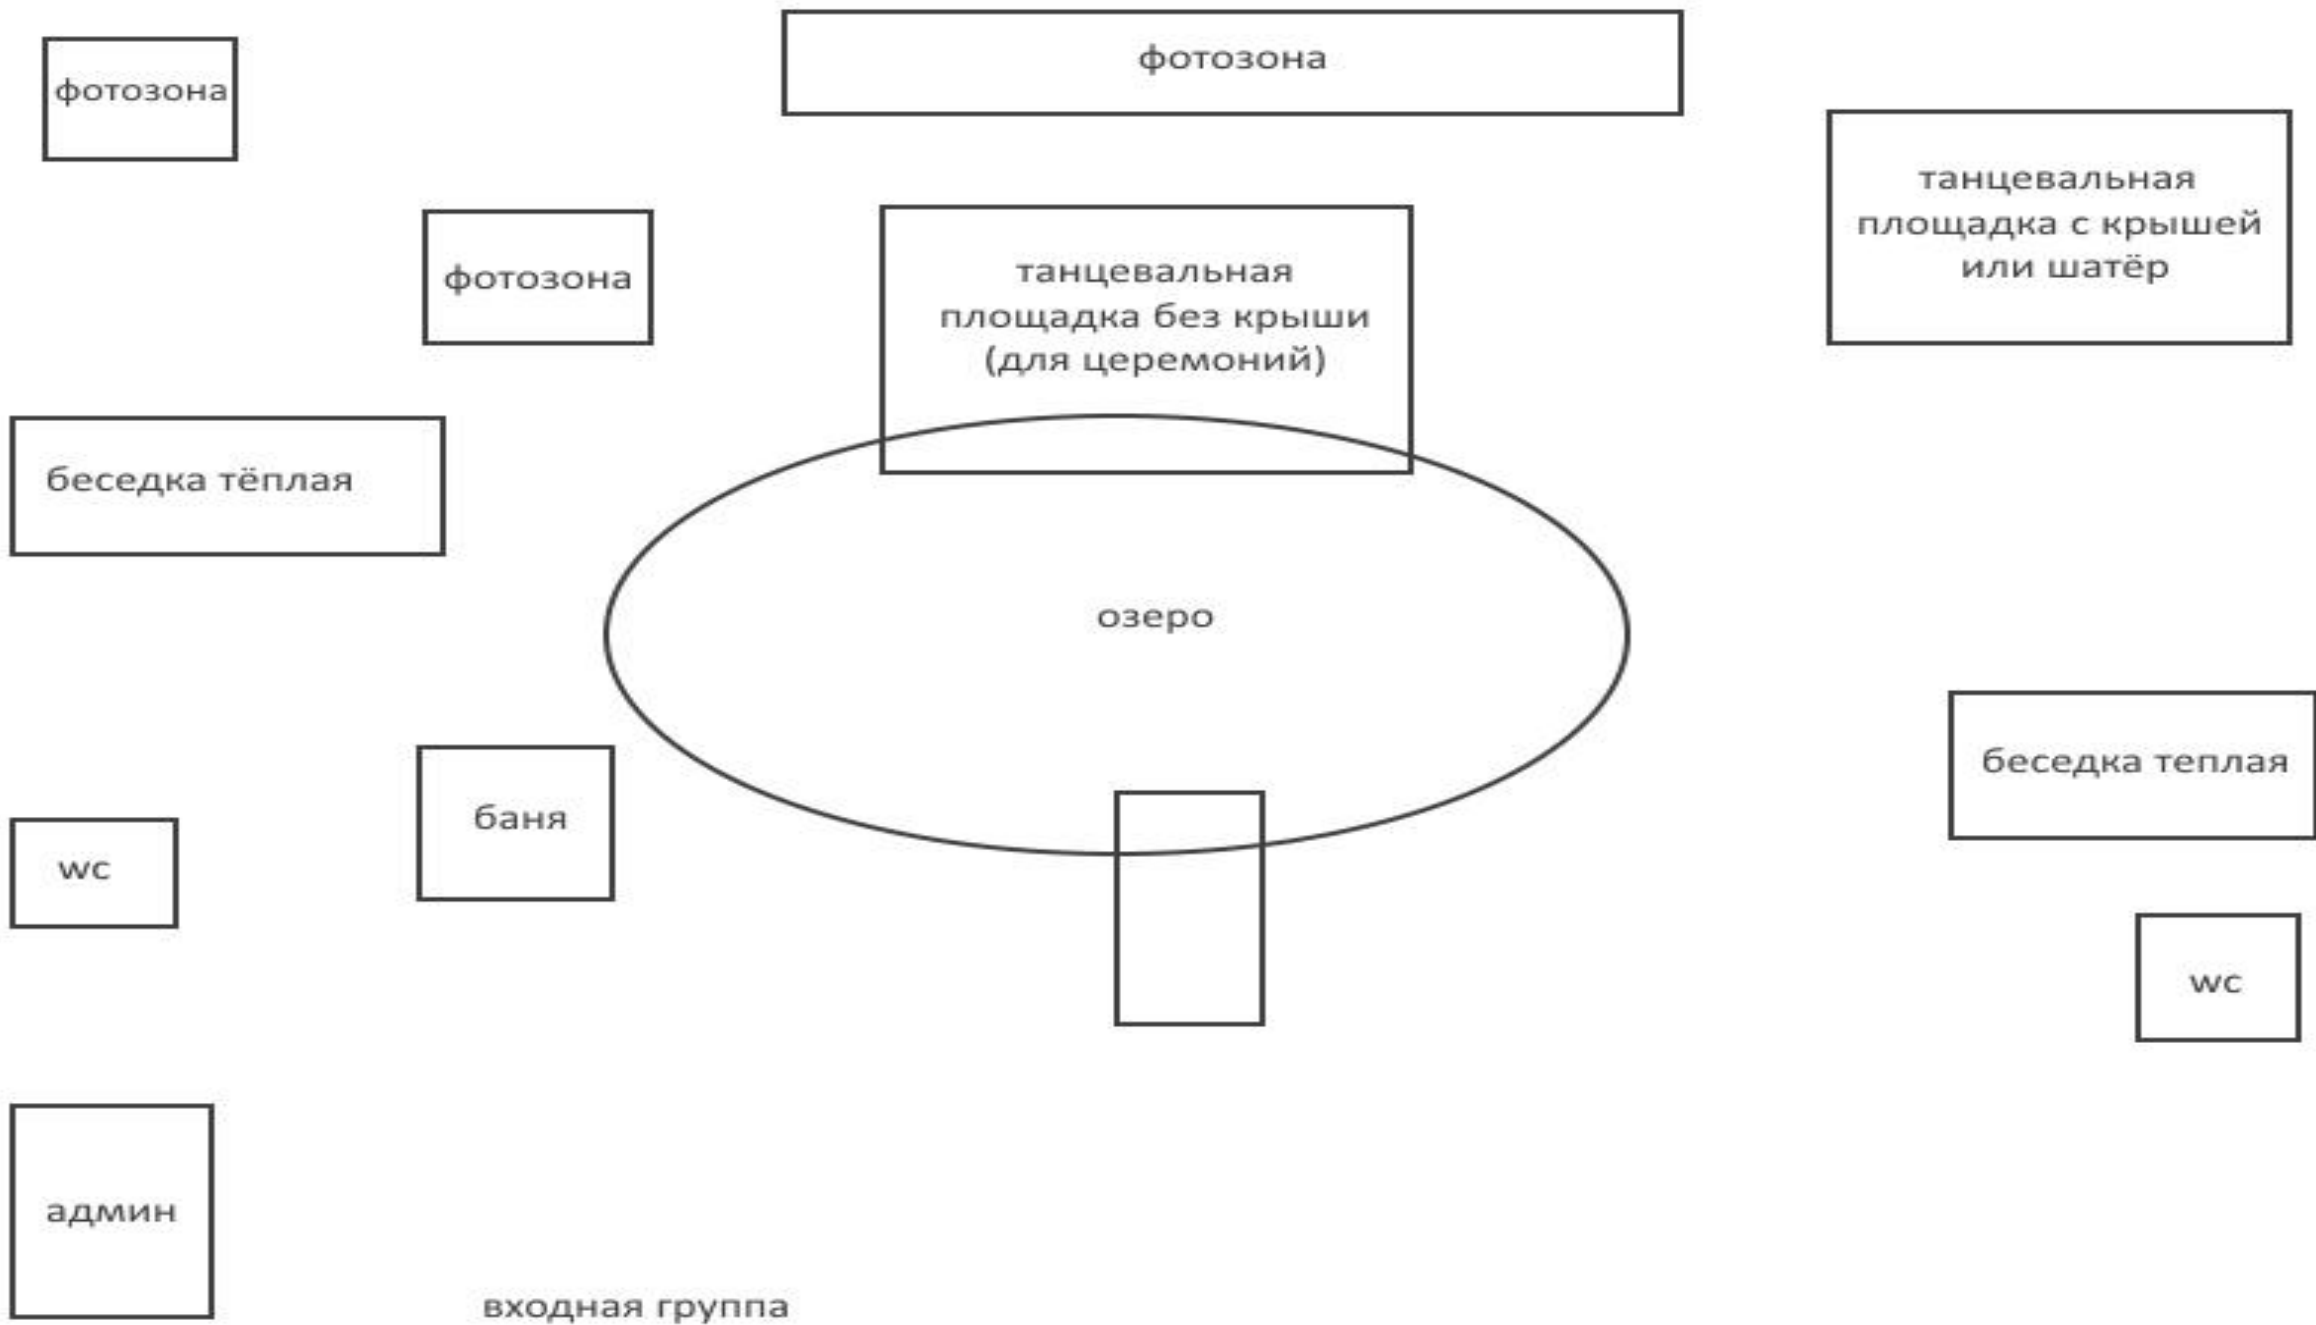 фотозона
фотозона
танцевальная
площадка с крышей
или шатёр
фотозона
танцевальная
площадка без крыши
(для церемоний)
беседка тёплая
озеро
беседка теплая
баня
wc
wc
админ
входная группа